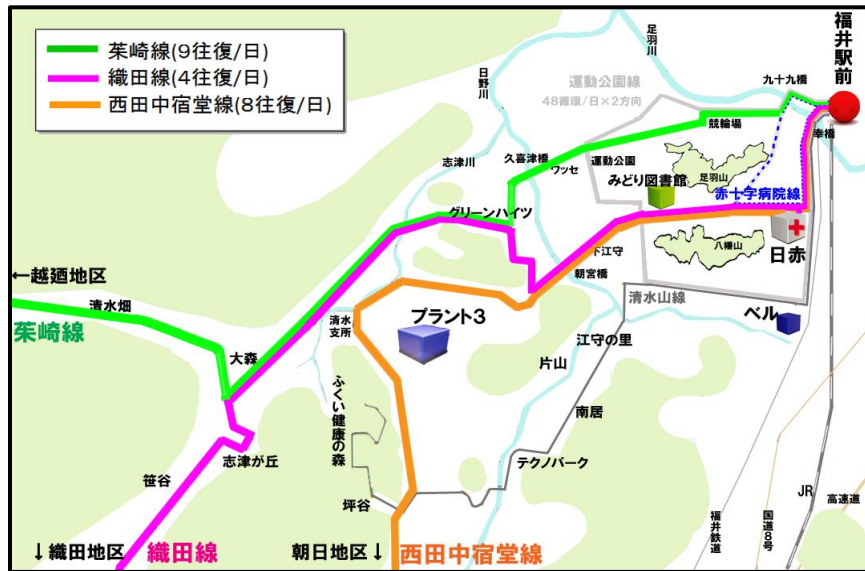 茱崎線(9往復/日)
織田線(4往復/日)
西田中宿堂線(8往復/日)
福井駅前
足羽川
九十九橋
日野川
運動公園線
48循環/日×2方向
幸橋
競輪場
久喜津橋
ワッセ
運動公園
足羽山
志津川
みどり図書館
赤十字病院線
グリーンハイツ
日赤
八幡山
下江守
朝宮橋
←越廼地区
清水畑
茱崎線
清水山線
ベル
プラント3
清水
支所
江守の里
大森
片山
ふくい健康の森
南居
志津が丘
笹谷
テクノパーク
坪谷
JR
高速道
国道8号
福井鉄道
↓織田地区
織田線
朝日地区↓
西田中宿堂線